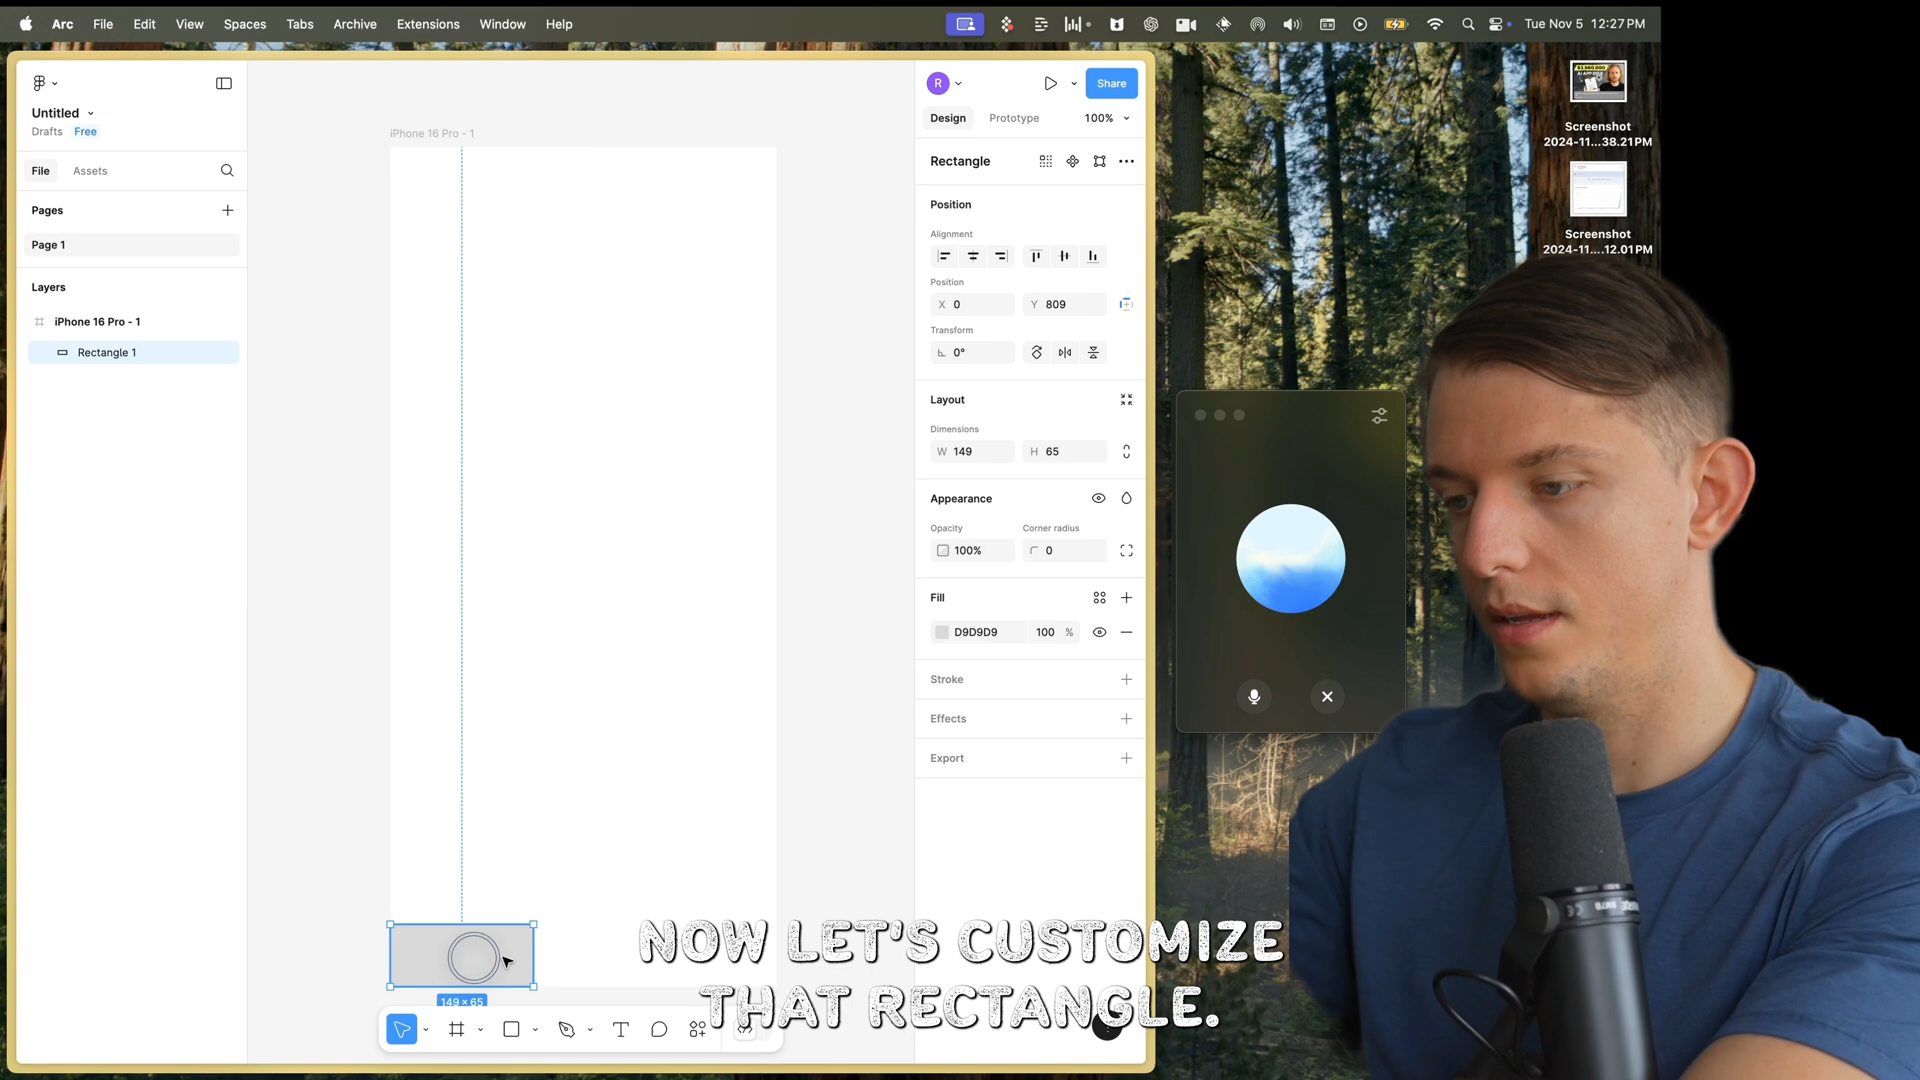 Arc File Edit View Spaces Tabs Archive Extensions Window Help
Tue Nov 5 12:27 PM
Untitled
Drafts Free
File Assets
Pages
Page 1
Layers
iPhone 16 Pro - 1
Rectangle 1
iPhone 16 Pro - 1
149 × 65
R
Share
Design Prototype 100%
Rectangle
Position
Alignment
Position
X 0 Y 809
Transform
0°
Layout
Dimensions
W 149 H 65
Appearance
Opacity Corner radius
100% 0
Fill
D9D9D9 100 %
Stroke
Effects
Export
Screenshot
2024-11...38.21 PM
Screenshot
2024-11....12.01 PM
NOW LET'S CUSTOMIZE
THAT RECTANGLE.